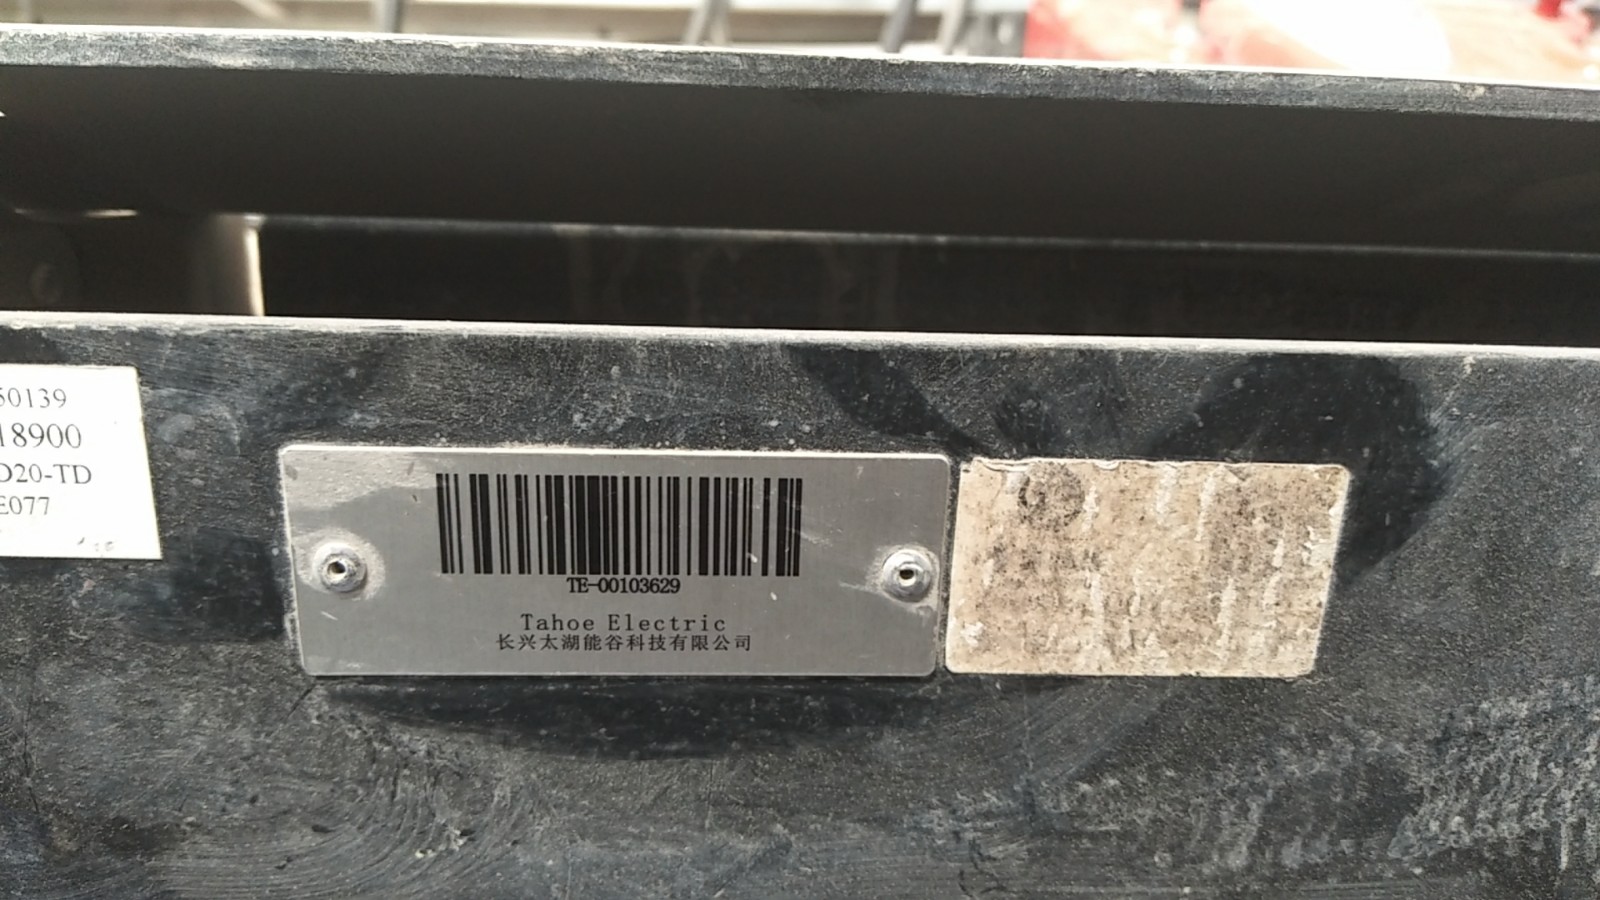 50139
18900
D20-TD
E077
TE-00103629
Tahoe Electric
长兴太湖能谷科技有限公司